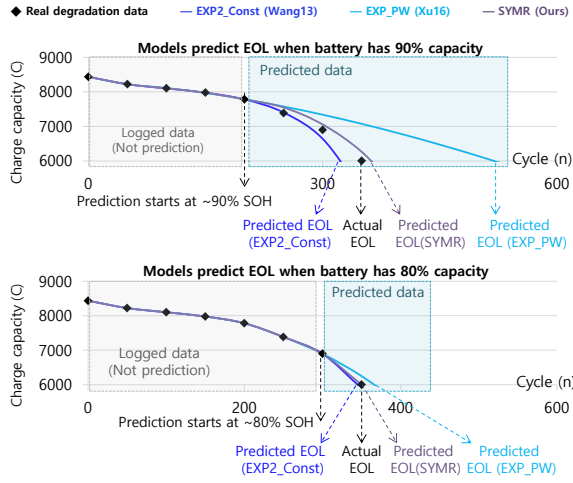 Real degradation data EXP2_Const (Wang13) EXP_PW (Xu16) SYMR (Ours)
Models predict EOL when battery has 90% capacity
Charge capacity (C)
9000
8000
7000
6000
Predicted data
Logged data
(Not prediction)
Cycle (n)
0 300 600
Prediction starts at ~90% SOH
Predicted EOL
(EXP2_Const)
Actual
EOL
Predicted
EOL(SYMR)
Predicted
EOL (EXP_PW)
Models predict EOL when battery has 80% capacity
Charge capacity (C)
9000
8000
7000
6000
Predicted data
Logged data
(Not prediction)
Cycle (n)
0 200 400 600
Prediction starts at ~80% SOH
Predicted EOL
(EXP2_Const)
Actual
EOL
Predicted
EOL(SYMR)
Predicted
EOL (EXP_PW)